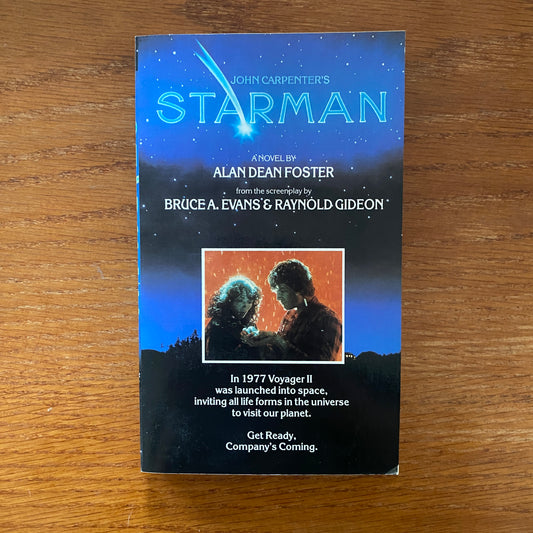 JOHN CARPENTER'S
STARMAN
A NOVEL BY
ALAN DEAN FOSTER
from the screenplay by
BRUCE A. EVANS & RAYNOLD GIDEON
In 1977 Voyager II
was launched into space,
inviting all life forms in the universe
to visit our planet.
Get Ready,
Company's Coming.